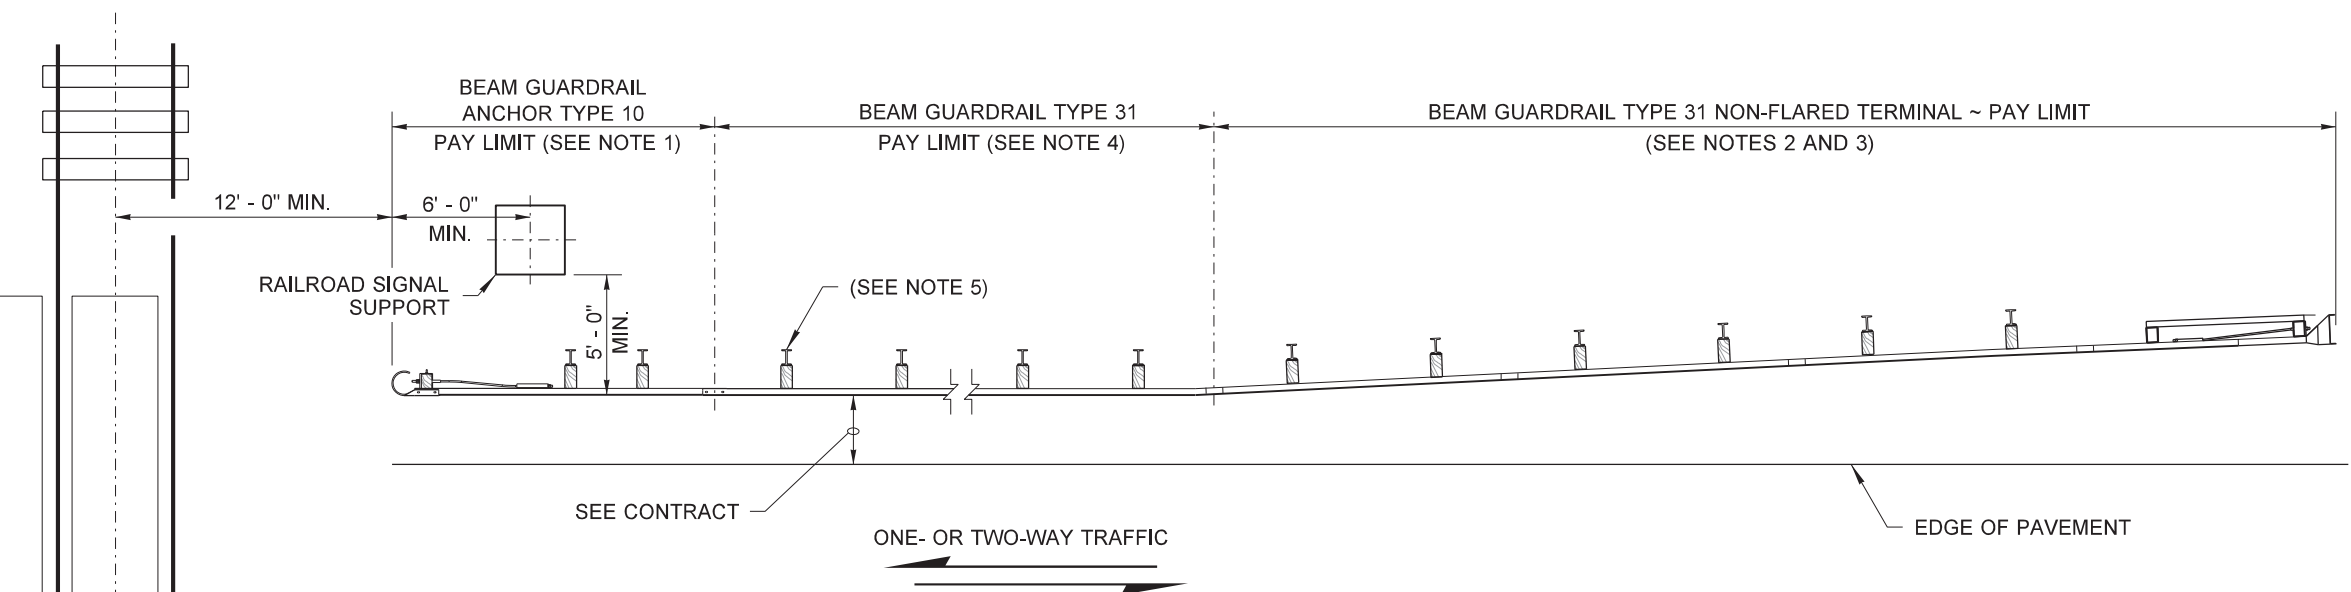 BEAM GUARDRAIL
ANCHOR TYPE 10
PAY LIMIT (SEE NOTE 1)
BEAM GUARDRAIL TYPE 31
PAY LIMIT (SEE NOTE 4)
BEAM GUARDRAIL TYPE 31 NON-FLARED TERMINAL ~ PAY LIMIT
(SEE NOTES 2 AND 3)
12' - 0" MIN.
6' - 0"
MIN.
RAILROAD SIGNAL
SUPPORT
5' - 0"
MIN.
(SEE NOTE 5)
SEE CONTRACT
ONE- OR TWO-WAY TRAFFIC
EDGE OF PAVEMENT